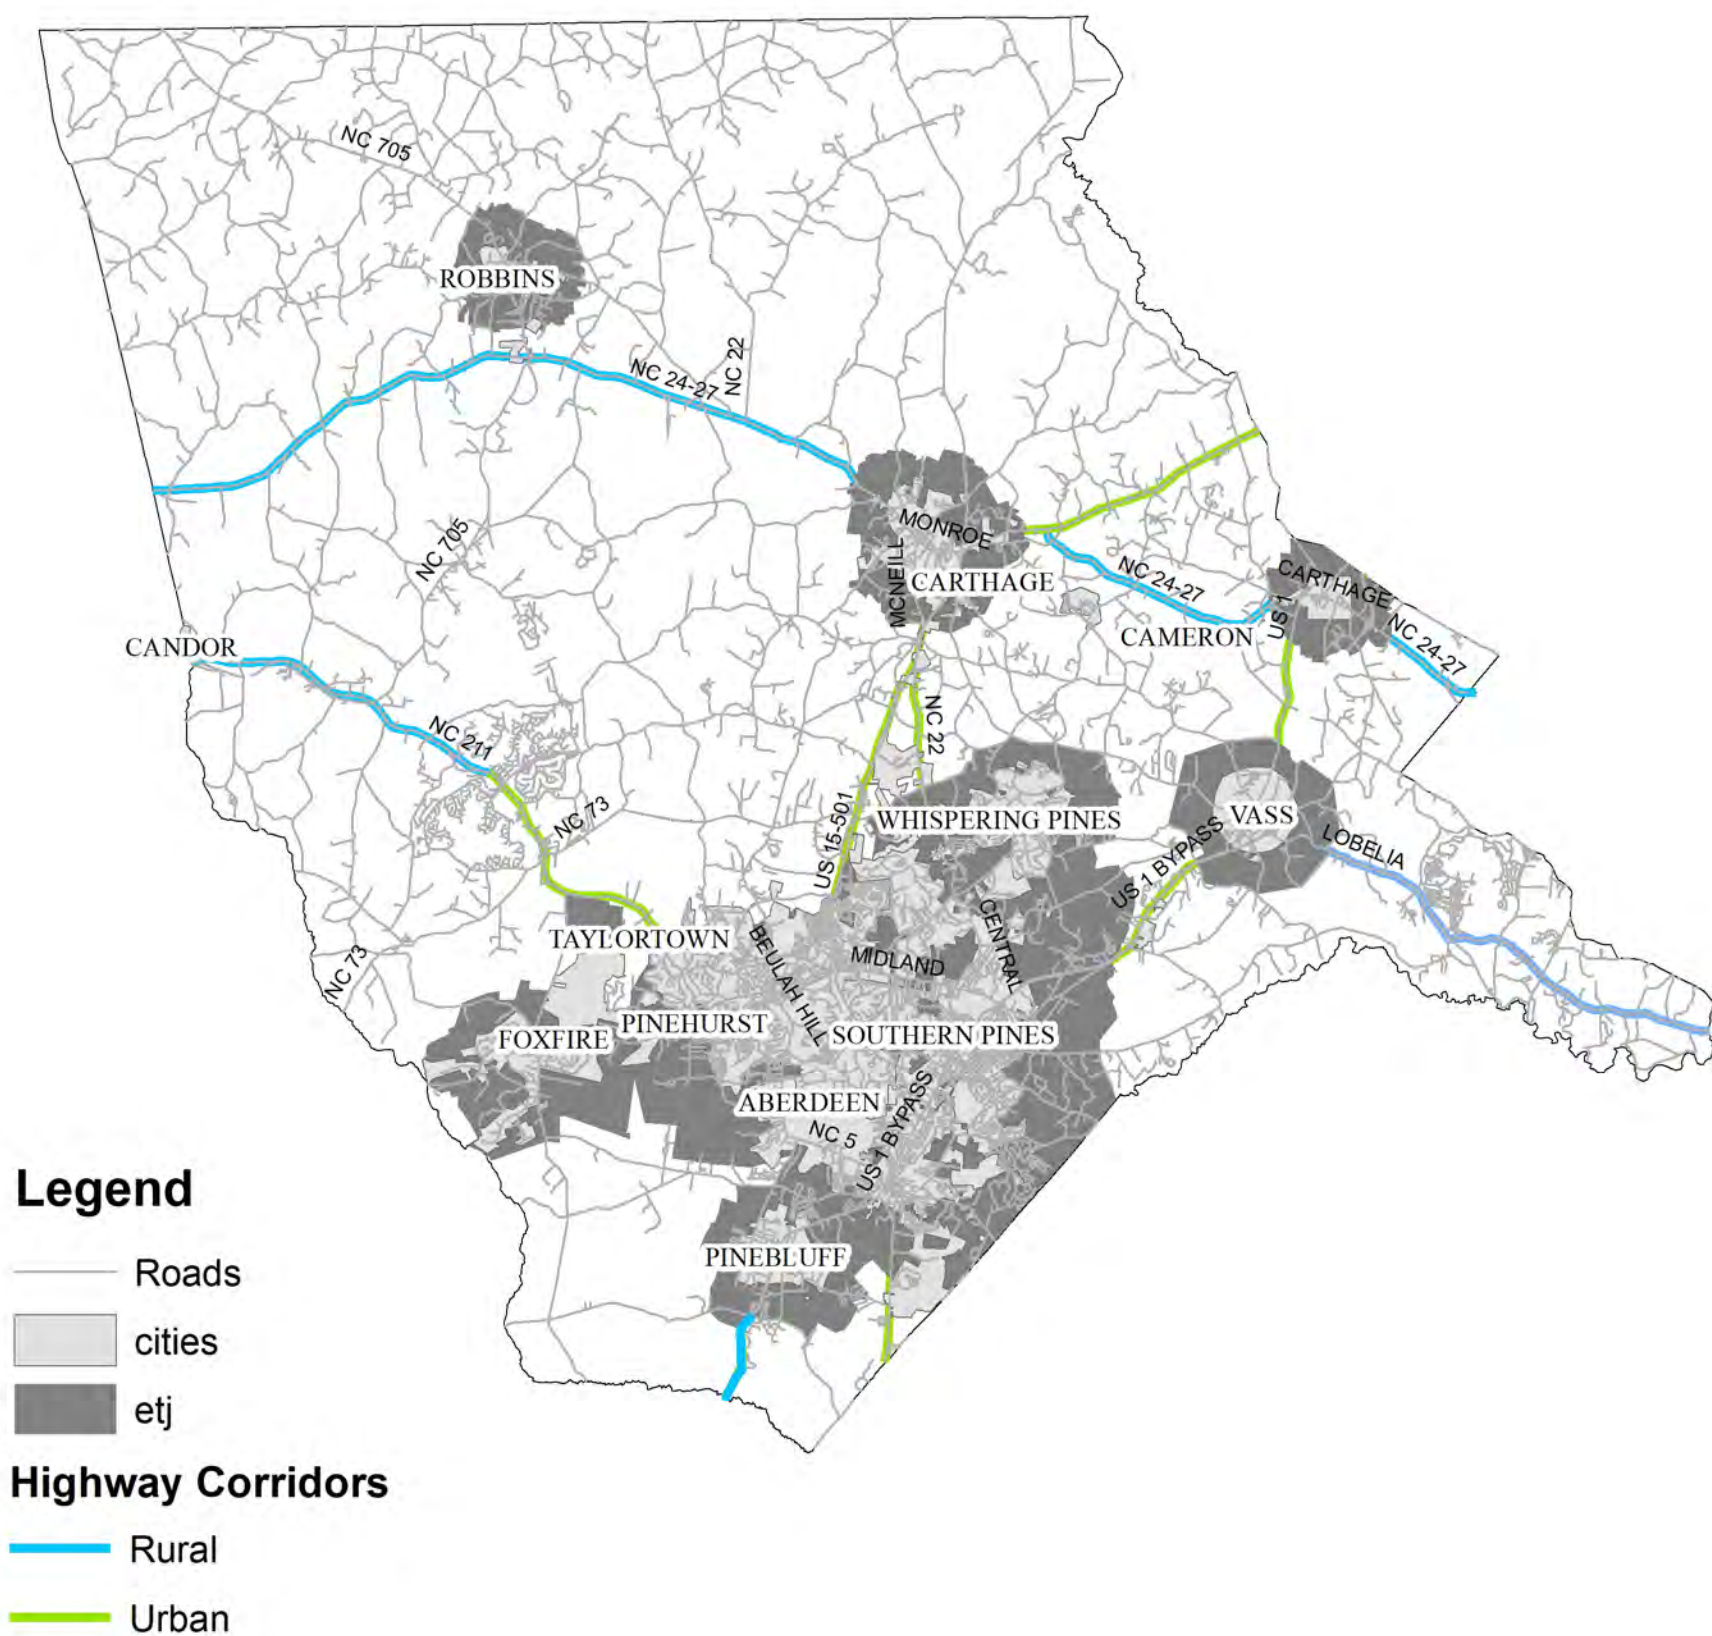 NC 705
ROBBINS
NC 22
NC 24-27
MONROE
MCNEILL
CARTHAGE
NC 24-27
CARTHAGE
US 1
CAMERON
NC 24-27
NC 705
CANDOR
NC 211
NC 22
NC 73
US 15-501
WHISPERING PINES
VASS
LOBELIA
US 1 BYPASS
TAYLORTOWN
BEULAH HILL
MIDLAND
CENTRAL
NC 73
PINEHURST
FOXFIRE
SOUTHERN PINES
ABERDEEN
NC 5
US 1 BYPASS
PINEBLUFF
Legend
Roads
cities
etj
Highway Corridors
Rural
Urban